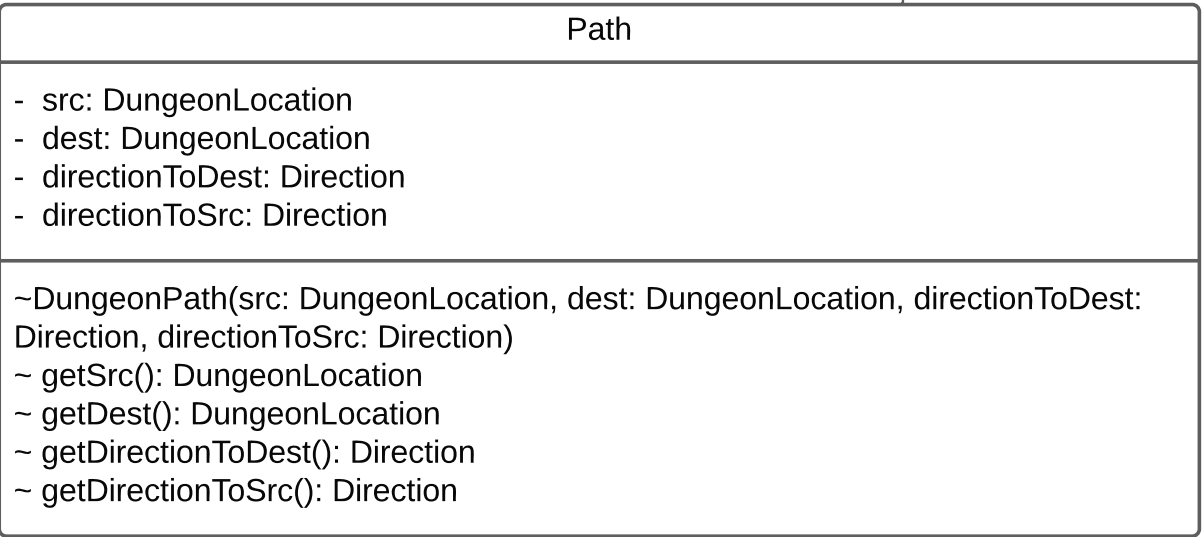 Path
- src: DungeonLocation
- dest: DungeonLocation
- directionToDest: Direction
- directionToSrc: Direction
~DungeonPath(src: DungeonLocation, dest: DungeonLocation, directionToDest:
Direction, directionToSrc: Direction)
~ getSrc(): DungeonLocation
~ getDest(): DungeonLocation
~ getDirectionToDest(): Direction
~ getDirectionToSrc(): Direction